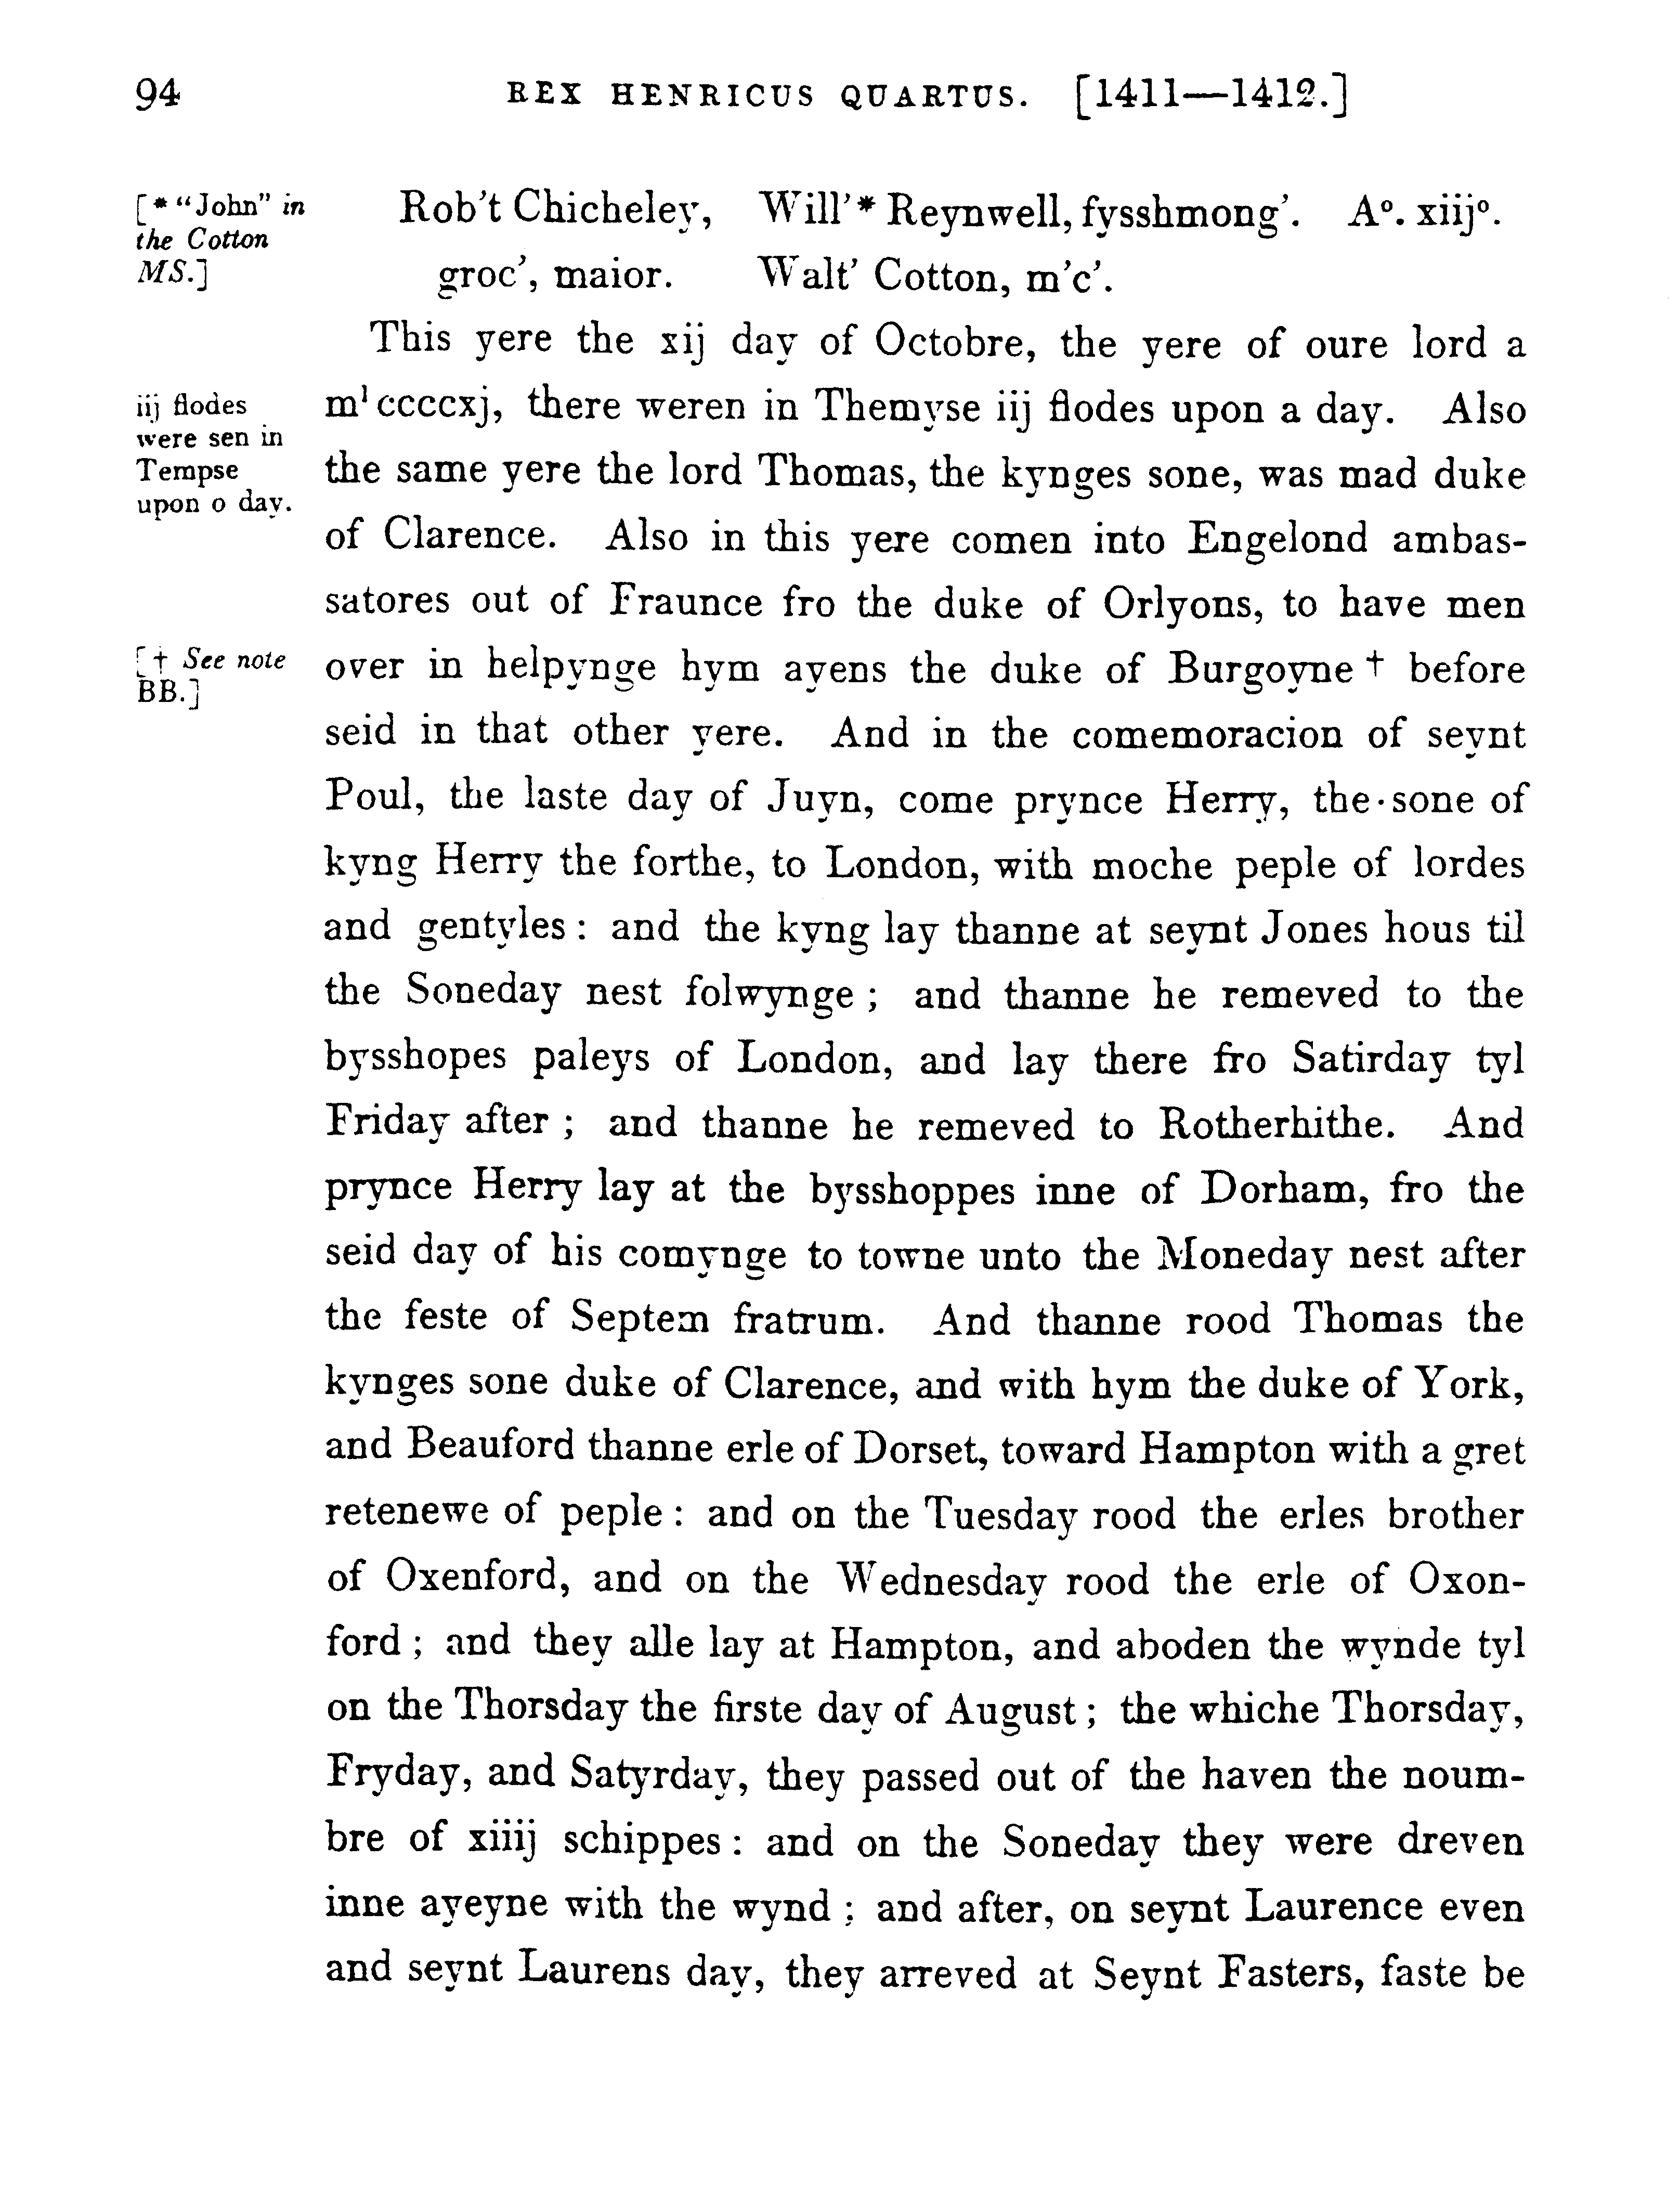 94 REX HENRICUS QUARTUS. [1411—1412.]
[* "John" in
the Cotton
MS.]
Rob't Chicheley, Will'* Reynwell, fysshmong'. Aº. xiijº.
groc', maior. Walt' Cotton, m'c'.
This yere the xij day of Octobre, the yere of oure lord a
iij flodes
were sen in
Tempse
upon o day.
m¹ ccccxj, there weren in Themyse iij flodes upon a day. Also
the same yere the lord Thomas, the kynges sone, was mad duke
of Clarence. Also in this yere comen into Engelond ambas-
satores out of Fraunce fro the duke of Orlyons, to have men
[† See note
BB.]
over in helpynge hym ayens the duke of Burgoyne † before
seid in that other yere. And in the comemoracion of seynt
Poul, the laste day of Juyn, come prynce Herry, the sone of
kyng Herry the forthe, to London, with moche peple of lordes
and gentyles: and the kyng lay thanne at seynt Jones hous til
the Soneday nest folwynge; and thanne he remeved to the
bysshopes paleys of London, and lay there fro Satirday tyl
Friday after; and thanne he remeved to Rotherhithe. And
prynce Herry lay at the bysshoppes inne of Dorham, fro the
seid day of his comynge to towne unto the Moneday nest after
the feste of Septem fratrum. And thanne rood Thomas the
kynges sone duke of Clarence, and with hym the duke of York,
and Beauford thanne erle of Dorset, toward Hampton with a gret
retenewe of peple: and on the Tuesday rood the erles brother
of Oxenford, and on the Wednesday rood the erle of Oxon-
ford; and they alle lay at Hampton, and aboden the wynde tyl
on the Thorsday the firste day of August; the whiche Thorsday,
Fryday, and Satyrday, they passed out of the haven the noum-
bre of xiiij schippes: and on the Soneday they were dreven
inne ayeyne with the wynd; and after, on seynt Laurence even
and seynt Laurens day, they arreved at Seynt Fasters, faste be